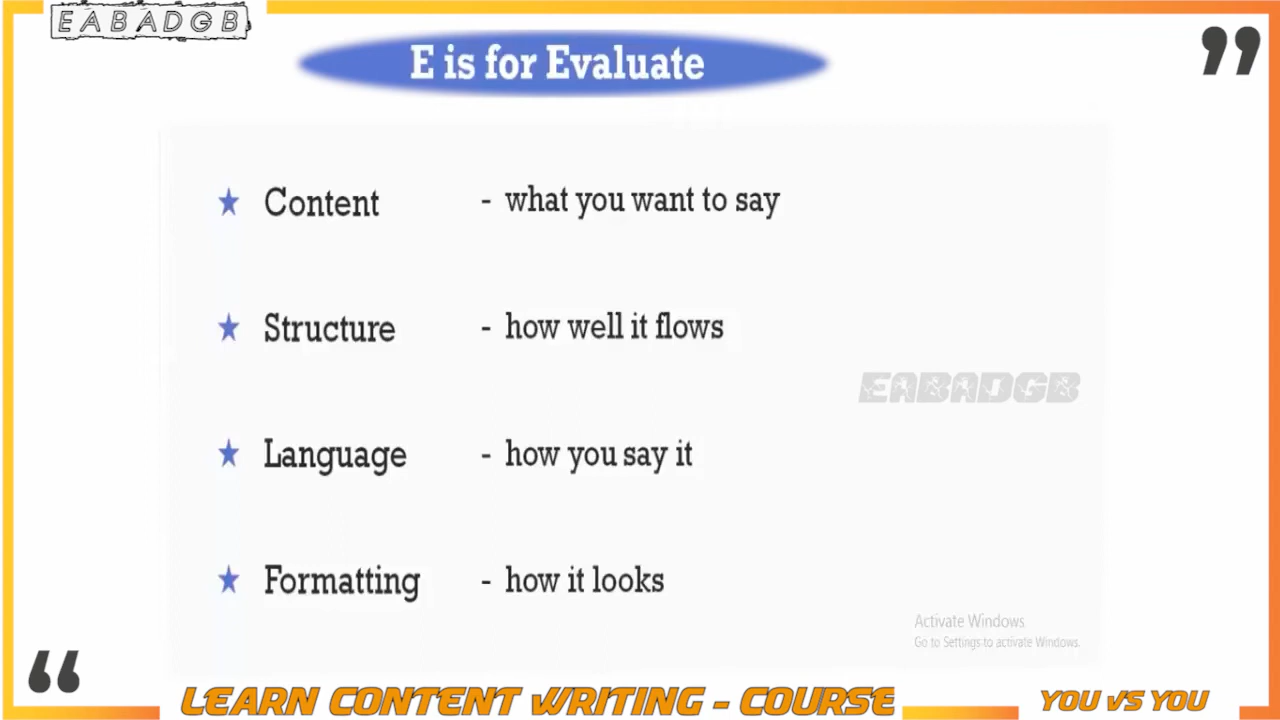 EABADGB
E is for Evaluate
★ Content - what you want to say
★ Structure - how well it flows
EABADGB
★ Language - how you say it
★ Formatting - how it looks
Activate Windows
Go to Settings to activate Windows.
LEARN CONTENT WRITING - COURSE
YOU VS YOU